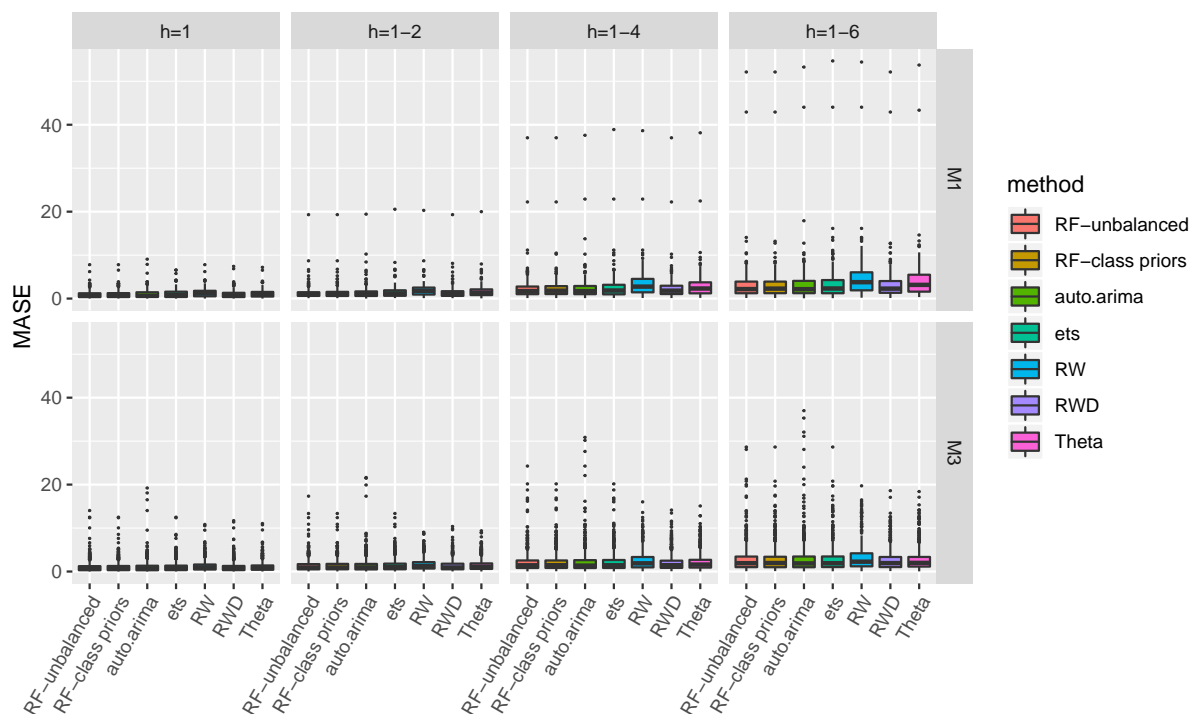 h=1
h=1−2
h=1−4
h=1−6
MASE
40
20
0
M1
40
20
0
M3
RF−unbalanced
RF−class priors
auto.arima
ets
RW
RWD
Theta
RF−unbalanced
RF−class priors
auto.arima
ets
RW
RWD
Theta
RF−unbalanced
RF−class priors
auto.arima
ets
RW
RWD
Theta
RF−unbalanced
RF−class priors
auto.arima
ets
RW
RWD
Theta
method
RF−unbalanced
RF−class priors
auto.arima
ets
RW
RWD
Theta